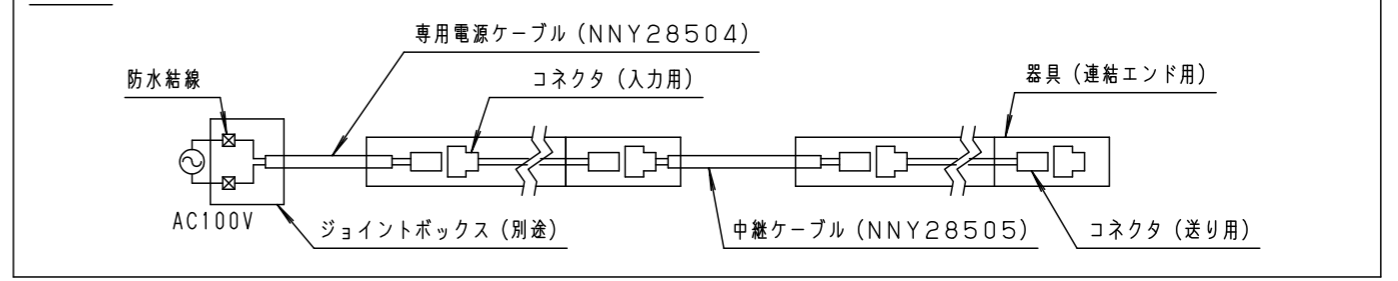 専用電源ケーブル（NNY28504）
防水結線
コネクタ（入力用）
器具（連結エンド用）
AC100V
ジョイントボックス（別途）
中継ケーブル（NNY28505）
コネクタ（送り用）